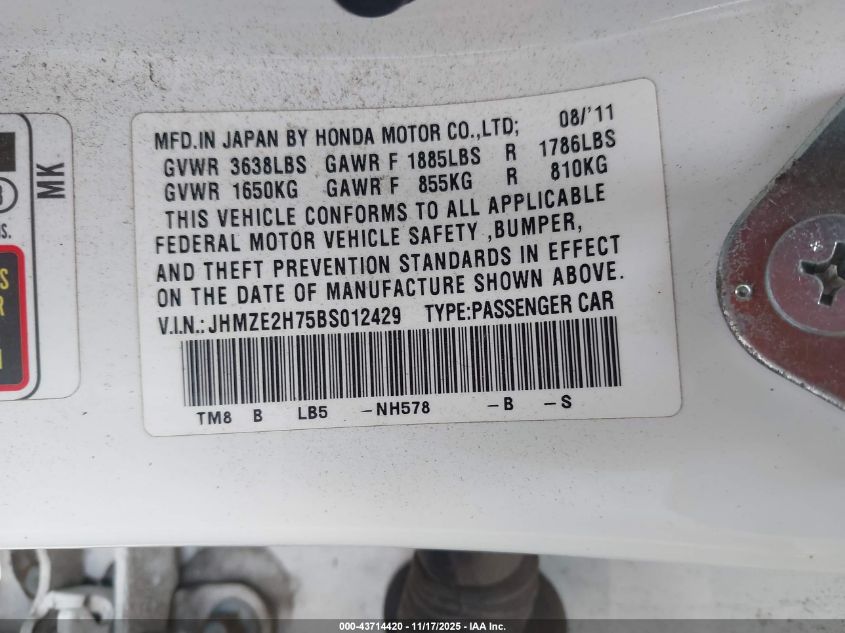 MFD.IN JAPAN BY HONDA MOTOR CO.,LTD; 08/'11
GVWR 3638LBS GAWR F 1885LBS R 1786LBS
GVWR 1650KG GAWR F 855KG R 810KG
THIS VEHICLE CONFORMS TO ALL APPLICABLE
FEDERAL MOTOR VEHICLE SAFETY ,BUMPER,
AND THEFT PREVENTION STANDARDS IN EFFECT
ON THE DATE OF MANUFACTURE SHOWN ABOVE.
V.I.N.:JHMZE2H75BS012429 TYPE:PASSENGER CAR
TM8 B LB5 -NH578 -B -S
MK
000-43714420 - 11/17/2025 - IAA Inc.